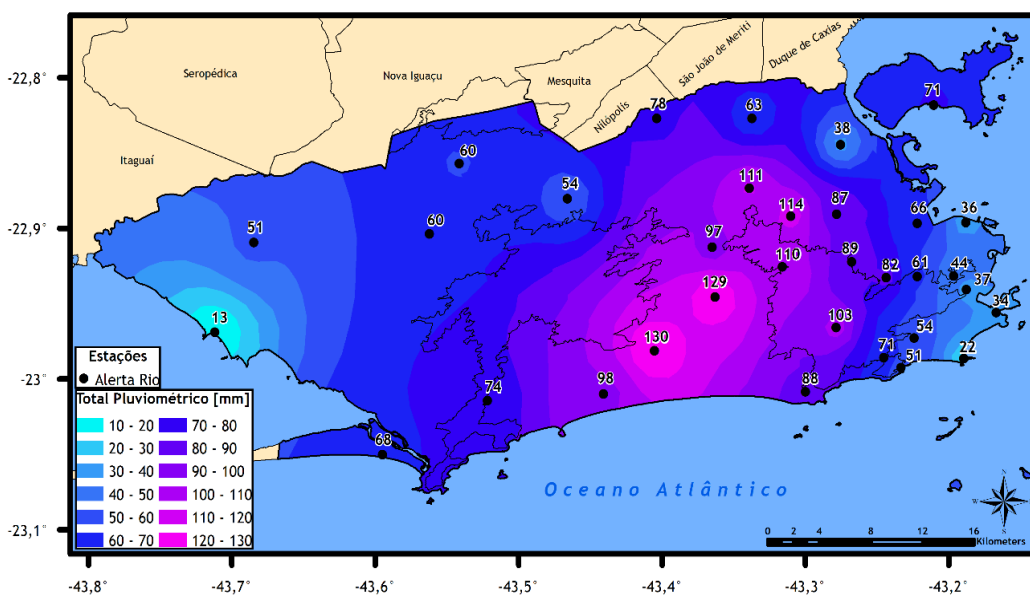 Duque de Caxias
São João de Meriti
Seropédica
Nova Iguaçu
Mesquita
Nilópolis
Itaguaí
-22,8
-22,9
-23
-23,1
78
63
71
38
60
54
111
114
87
66
36
51
60
97
110
89
82
61
44
37
34
129
103
13
130
54
71
51
22
74
98
88
68
Estações
Alerta Rio
Total Pluviométrico [mm]
10 - 20
20 - 30
30 - 40
40 - 50
50 - 60
60 - 70
70 - 80
80 - 90
90 - 100
100 - 110
110 - 120
120 - 130
Oceano Atlântico
N
W
E
S
0 2 4 8 12 16
Kilometers
-43,8° -43,7° -43,6° -43,5° -43,4° -43,3° -43,2°